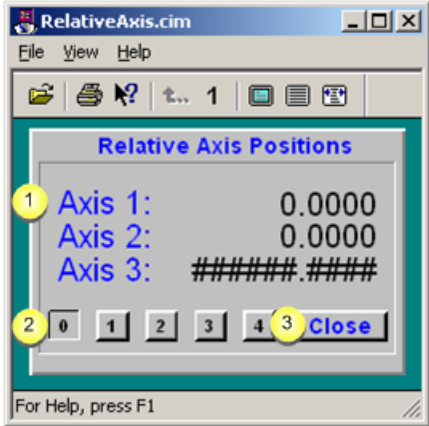 RelativeAxis.cim
File View Help
1
Relative Axis Positions
1 Axis 1: 0.0000
Axis 2: 0.0000
Axis 3: ######.####
2 0 1 2 3 4 3 Close
For Help, press F1